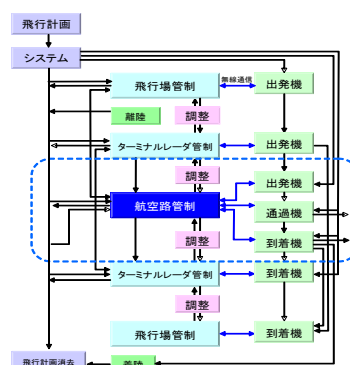 飛行計画
システム
飛行場管制
無線通信
出発機
離陸
調整
ターミナルレーダ管制
出発機
調整
出発機
航空路管制
通過機
調整
到着機
ターミナルレーダ管制
到着機
調整
飛行場管制
到着機
飛行計画消去
着陸